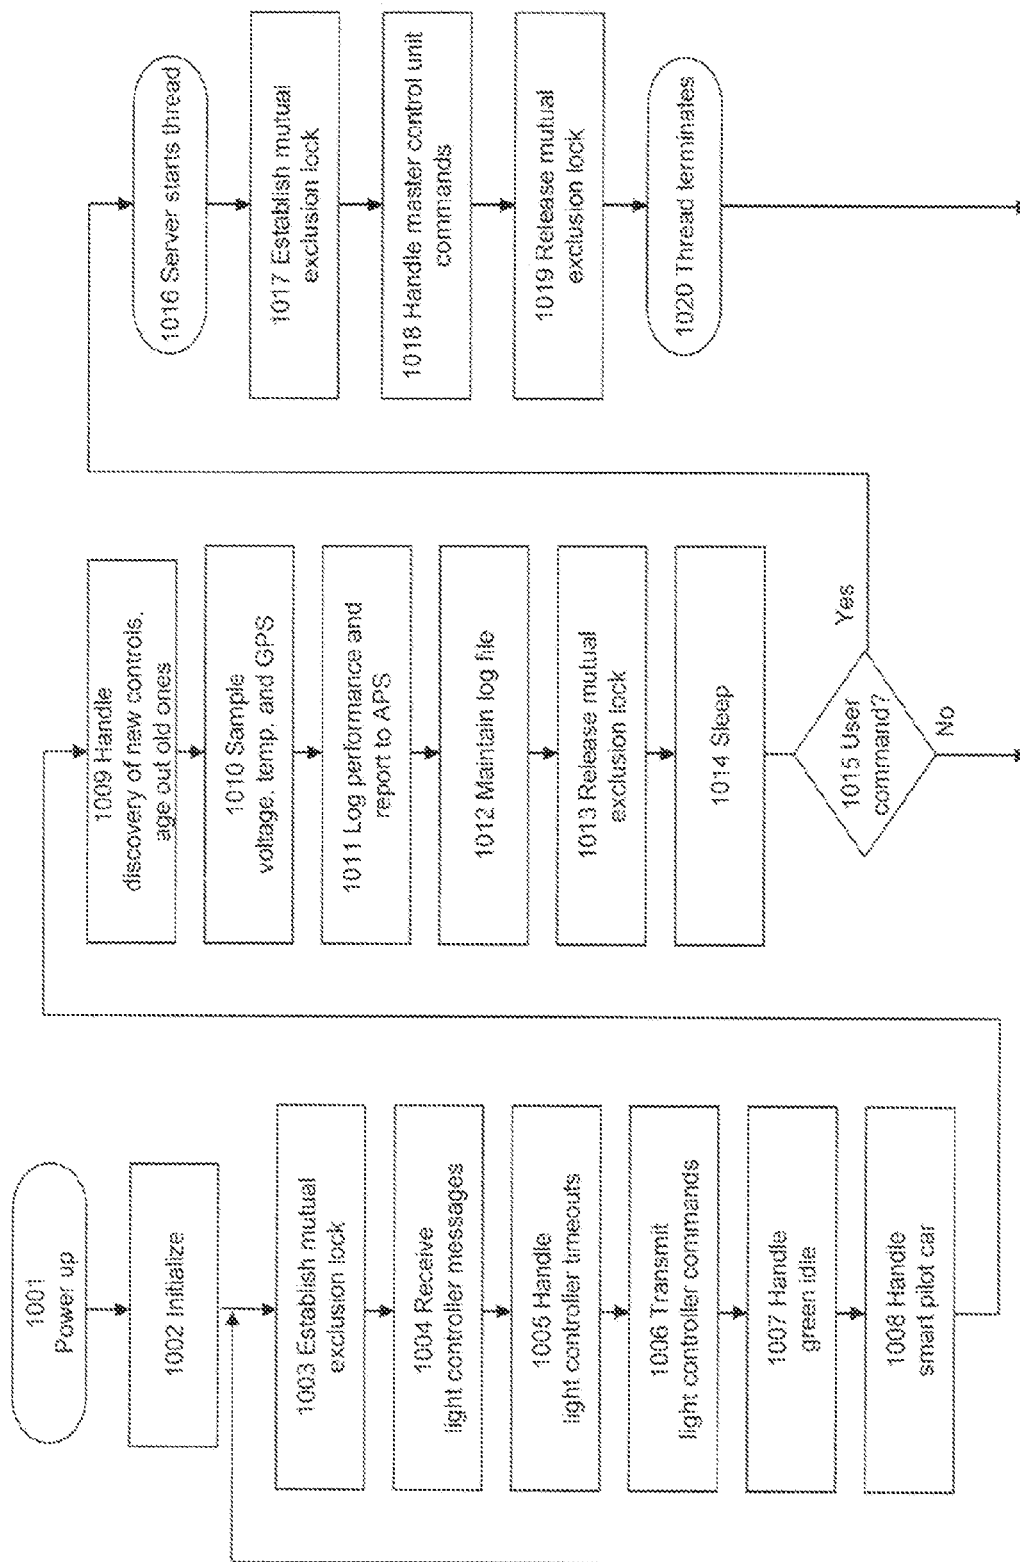 1001
Power up
1002 Initialize
1003 Establish mutual
exclusion lock
1004 Receive
light controller messages
1005 Handle
light controller timeouts
1006 Transmit
light controller commands
1007 Handle
green idle
1008 Handle
smart pilot car
1009 Handle
discovery of new controls,
age out old ones
1010 Sample
voltage, temp, and GPS
1011 Log performance and
report to APS
1012 Maintain log file
1013 Release mutual
exclusion lock
1014 Sleep
1015 User
command?
Yes
No
1016 Server starts thread
1017 Establish mutual
exclusion lock
1018 Handle master control unit
commands
1019 Release mutual
exclusion lock
1020 Thread terminates